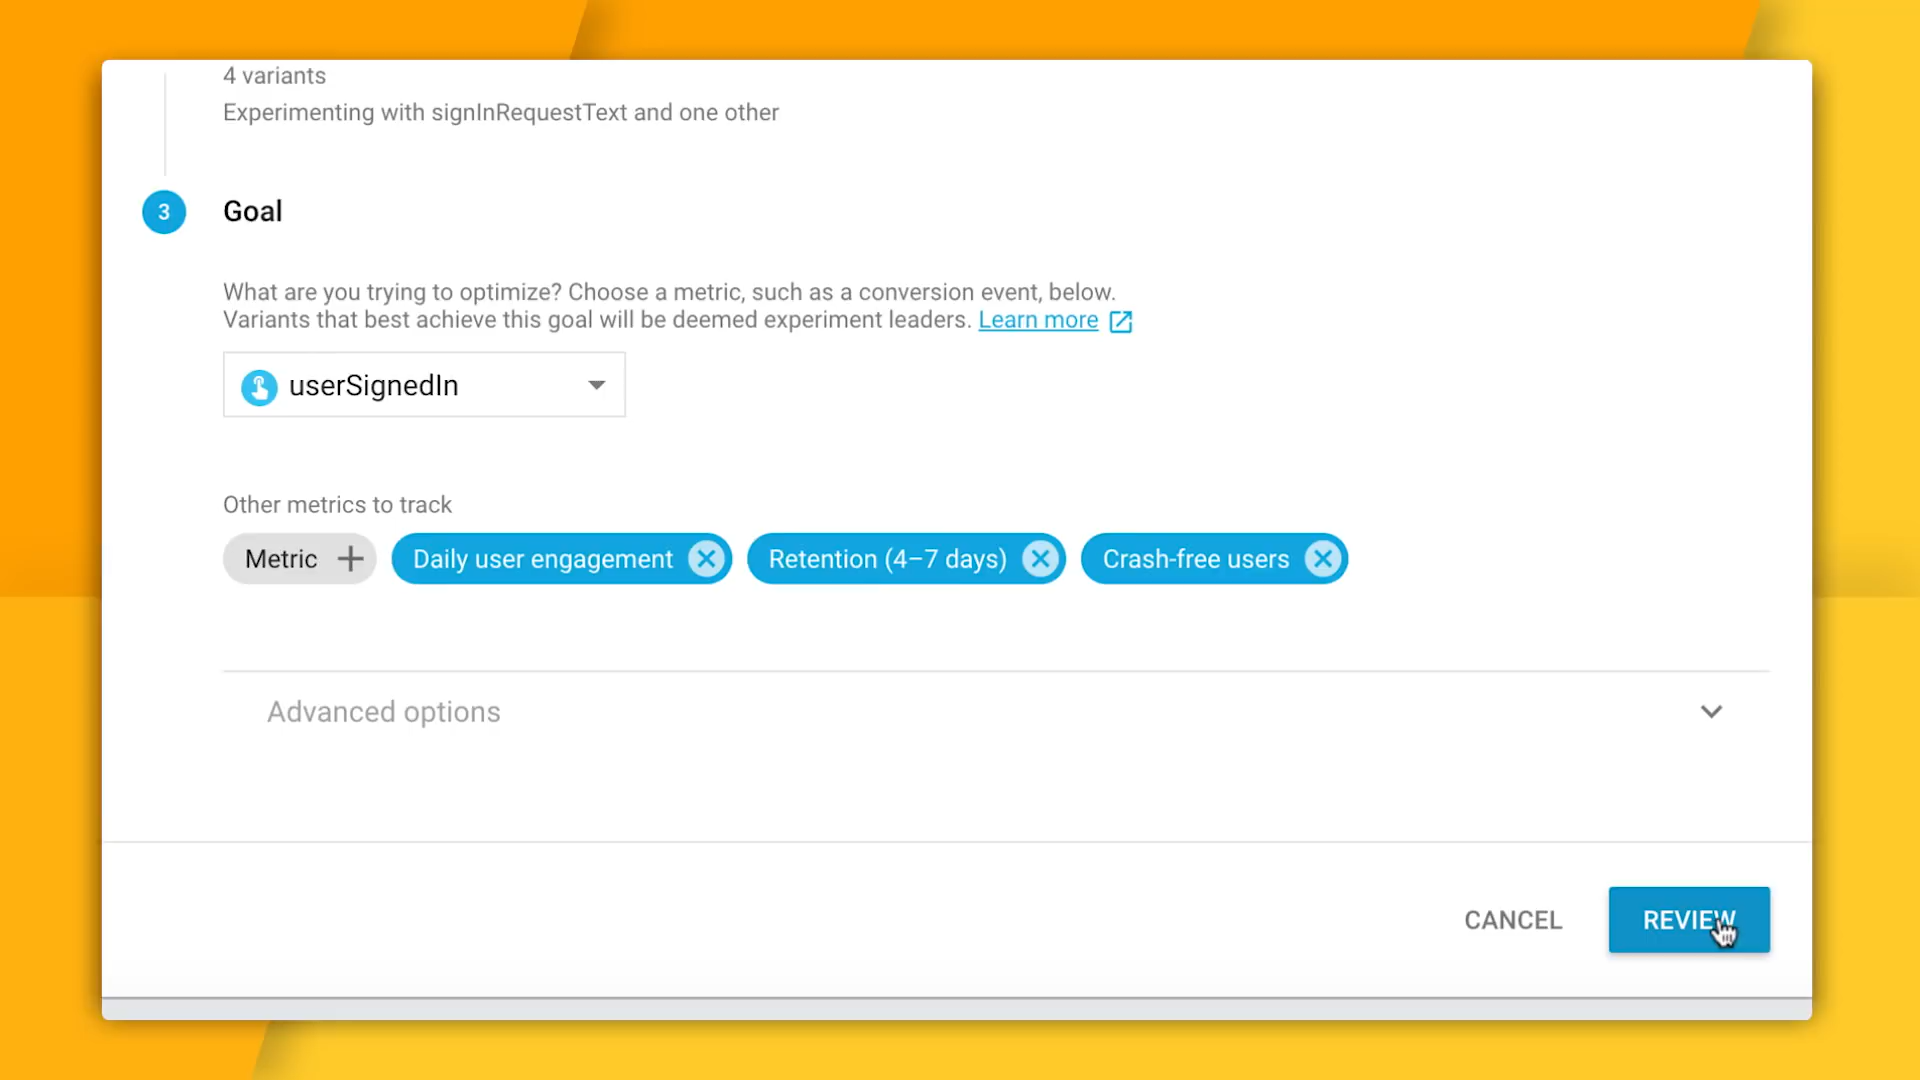 4 variants
Experimenting with signInRequestText and one other
3 Goal
What are you trying to optimize? Choose a metric, such as a conversion event, below.
Variants that best achieve this goal will be deemed experiment leaders. Learn more
userSignedIn
Other metrics to track
Metric Daily user engagement Retention (4–7 days) Crash-free users
Advanced options
CANCEL REVIEW